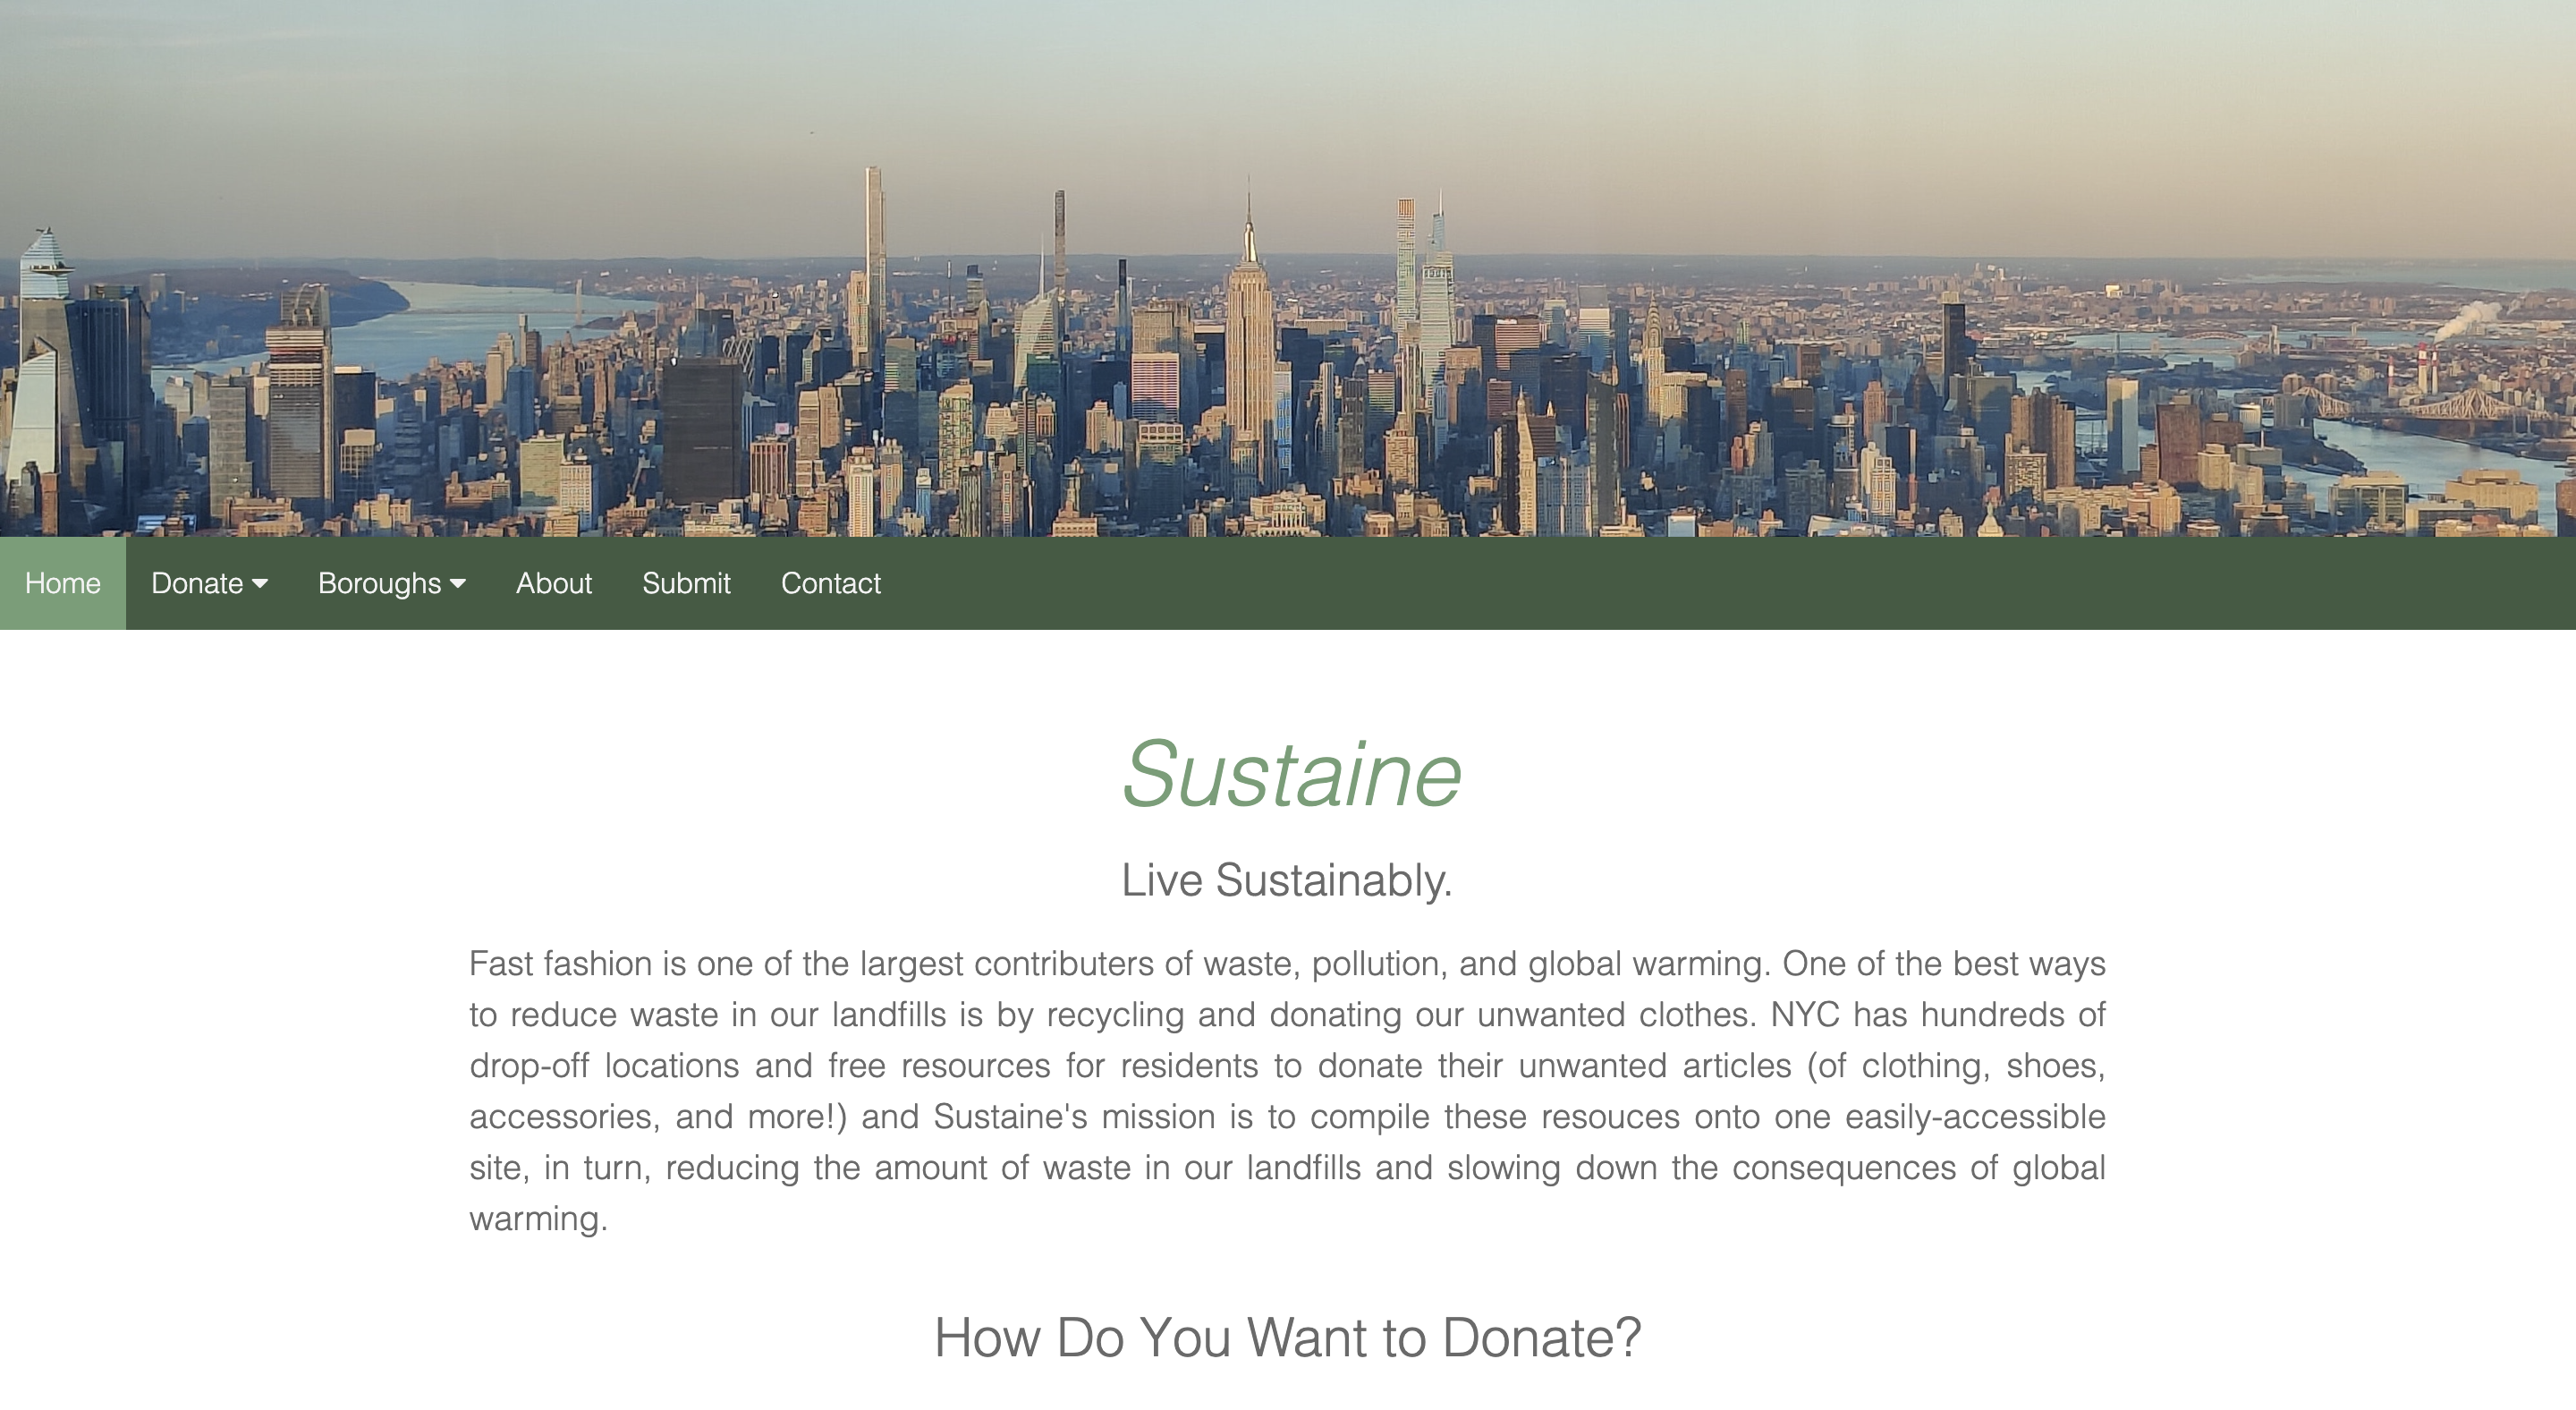 Home Donate Boroughs About Submit Contact
Sustaine
Live Sustainably.
Fast fashion is one of the largest contributers of waste, pollution, and global warming. One of the best ways
to reduce waste in our landfills is by recycling and donating our unwanted clothes. NYC has hundreds of
drop-off locations and free resources for residents to donate their unwanted articles (of clothing, shoes,
accessories, and more!) and Sustaine's mission is to compile these resouces onto one easily-accessible
site, in turn, reducing the amount of waste in our landfills and slowing down the consequences of global
warming.
How Do You Want to Donate?